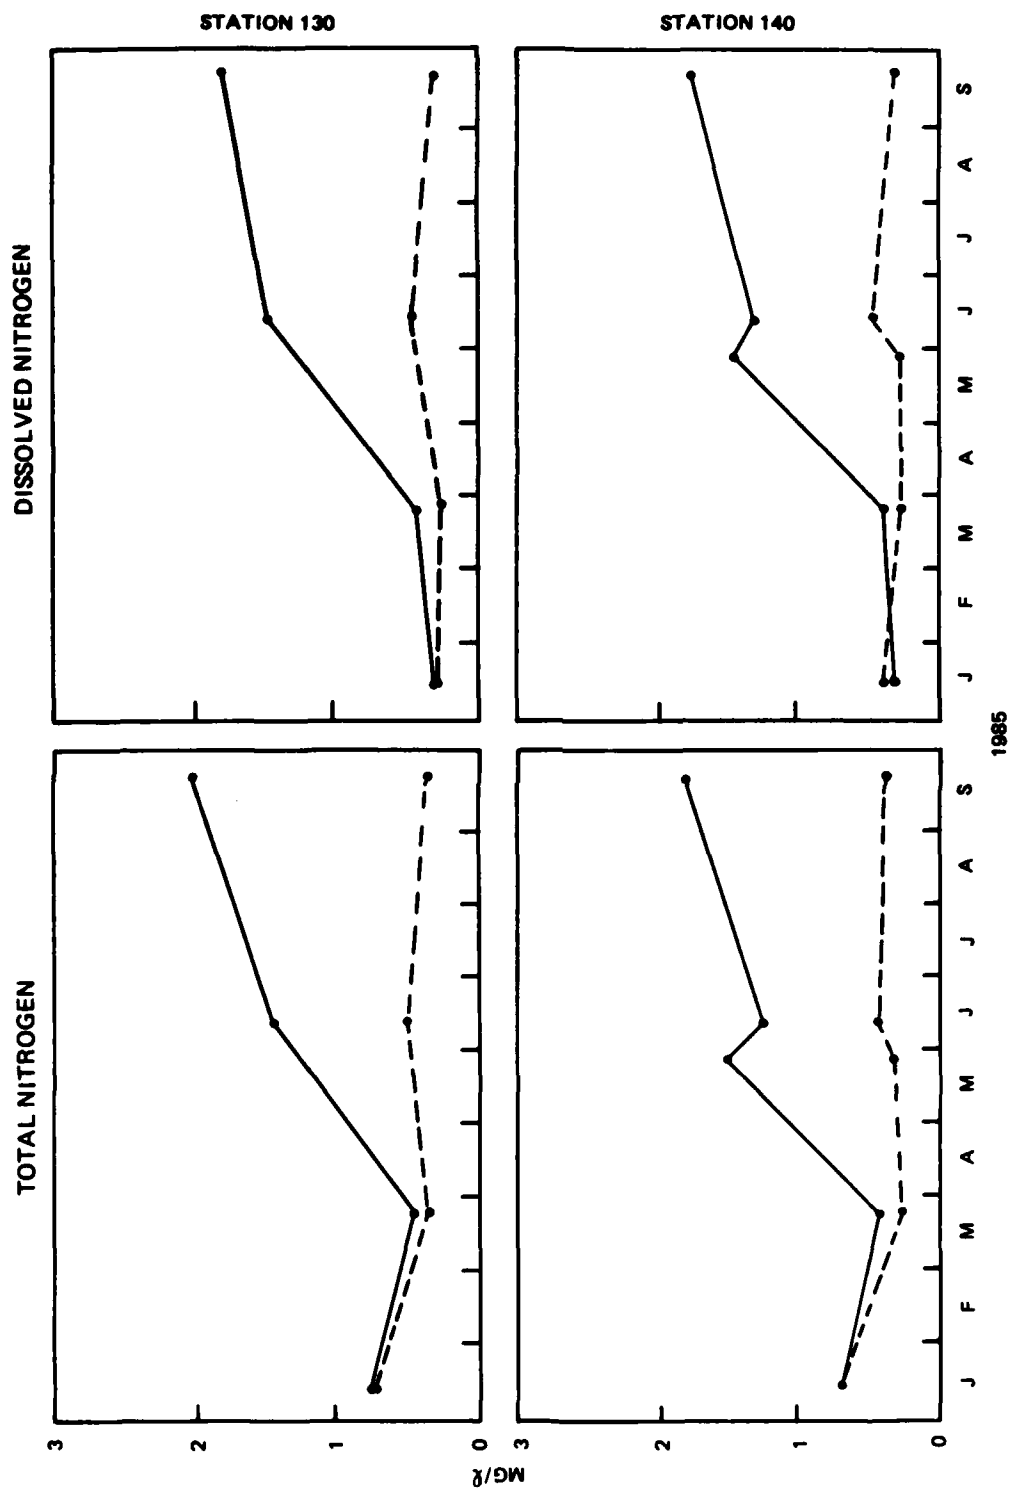 TOTAL NITROGEN
DISSOLVED NITROGEN
3
2
1
0
STATION 130
MG/ℓ
3
2
1
0
STATION 140
J F M A M J J A S
J F M A M J J A S
1985